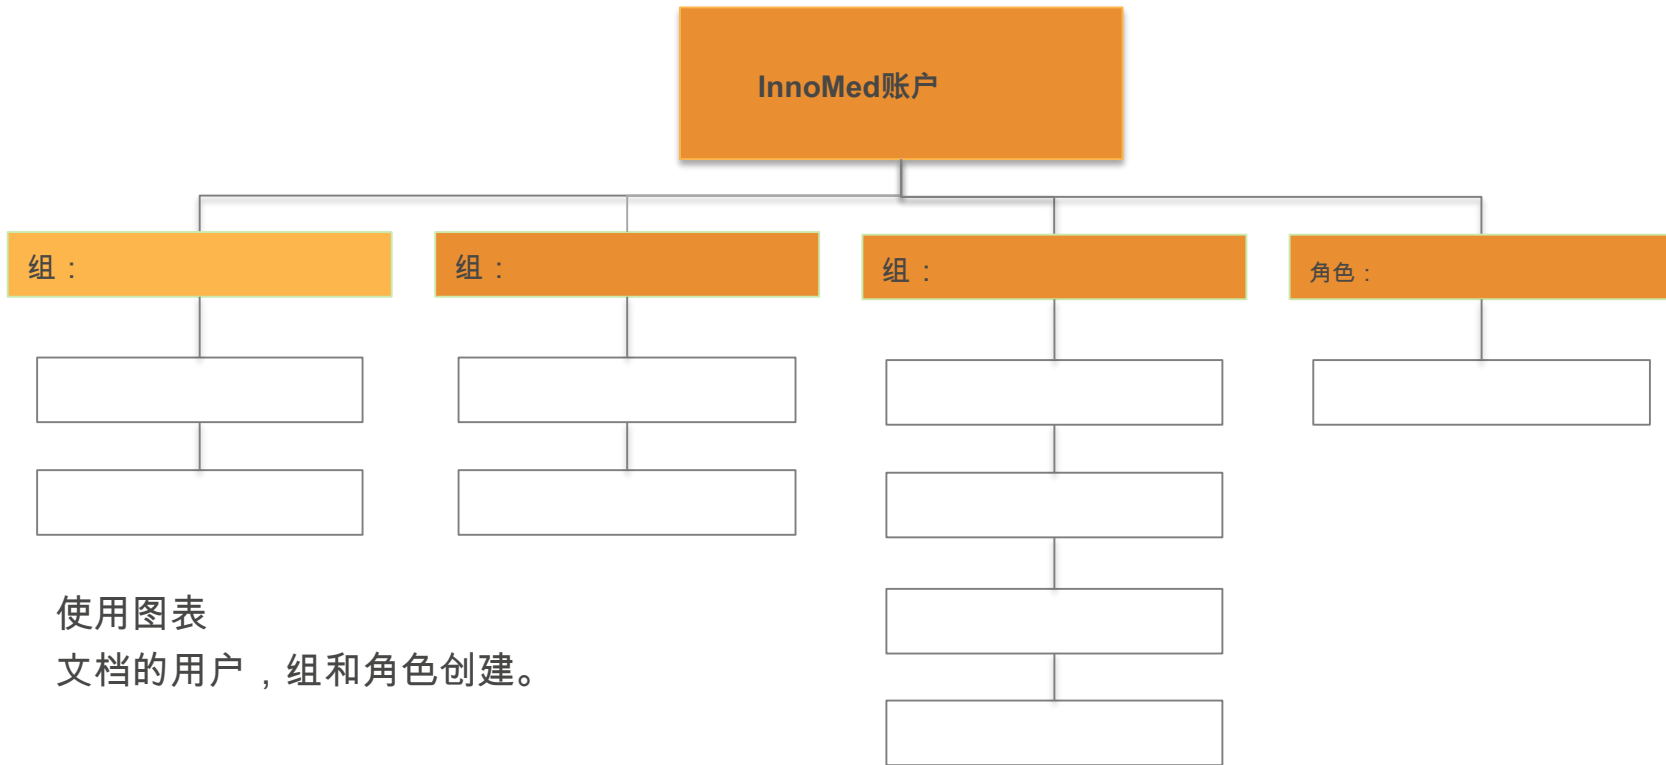 InnoMed账户
组：
组：
组：
角色：
使用图表
文档的用户，组和角色创建。